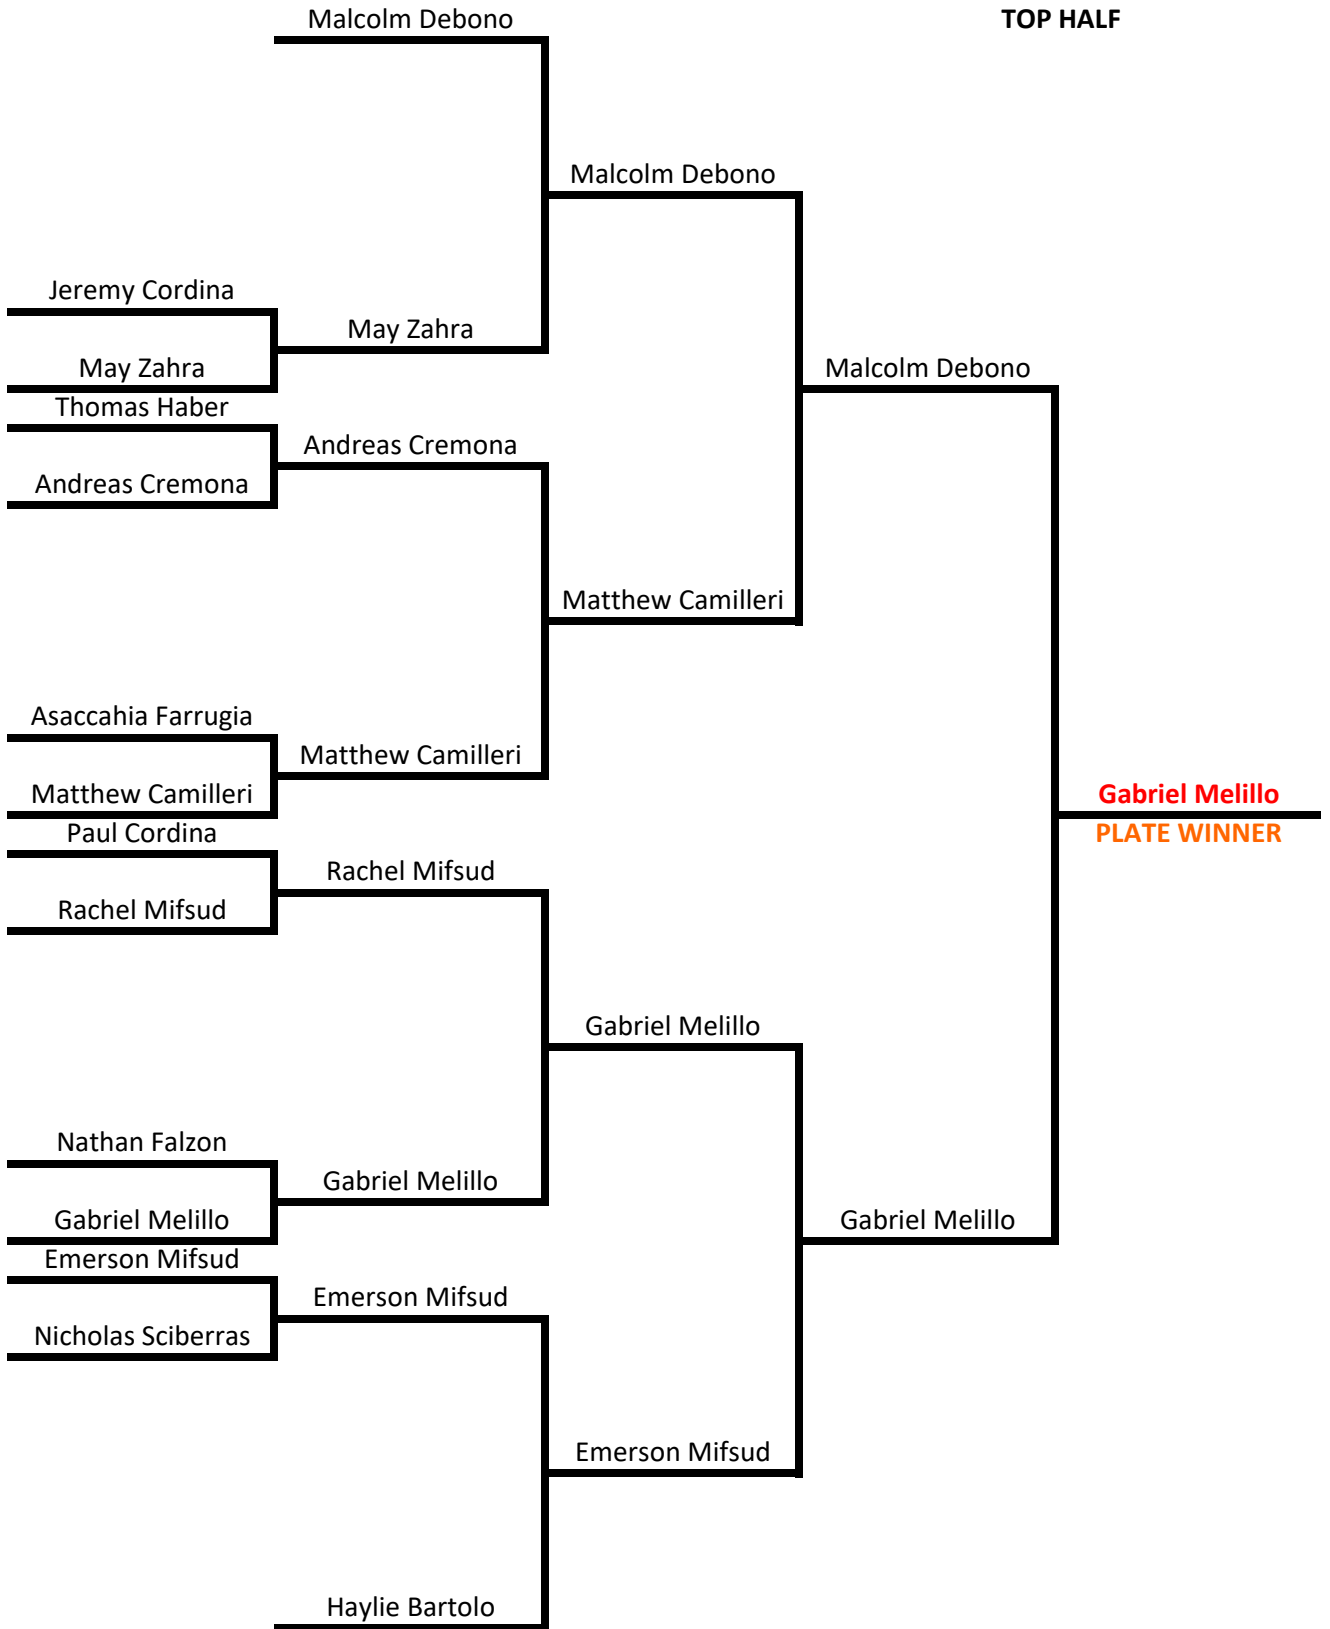 Malcolm Debono
TOP HALF
Malcolm Debono
Jeremy Cordina
May Zahra
May Zahra
Malcolm Debono
Thomas Haber
Andreas Cremona
Andreas Cremona
Matthew Camilleri
Asaccahia Farrugia
Matthew Camilleri
Matthew Camilleri
Gabriel Melillo
Paul Cordina
PLATE WINNER
Rachel Mifsud
Rachel Mifsud
Gabriel Melillo
Nathan Falzon
Gabriel Melillo
Gabriel Melillo
Gabriel Melillo
Emerson Mifsud
Emerson Mifsud
Nicholas Sciberras
Emerson Mifsud
Haylie Bartolo